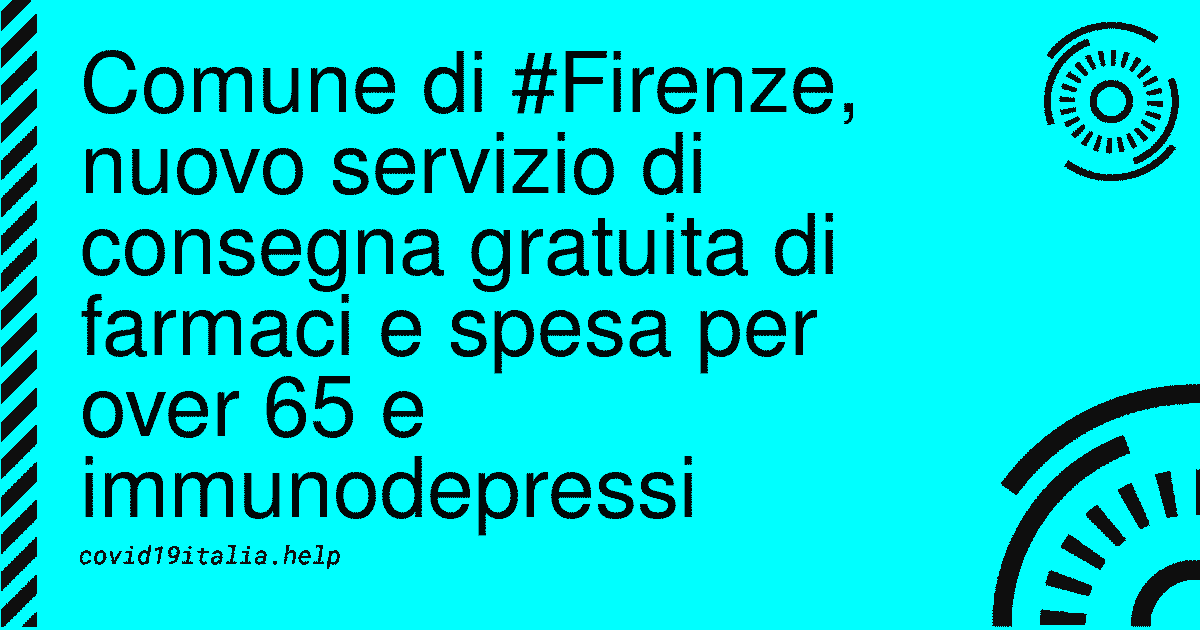 Comune di #Firenze,
nuovo servizio di
consegna gratuita di
farmaci e spesa per
over 65 e
immunodepressi
covid19italia.help